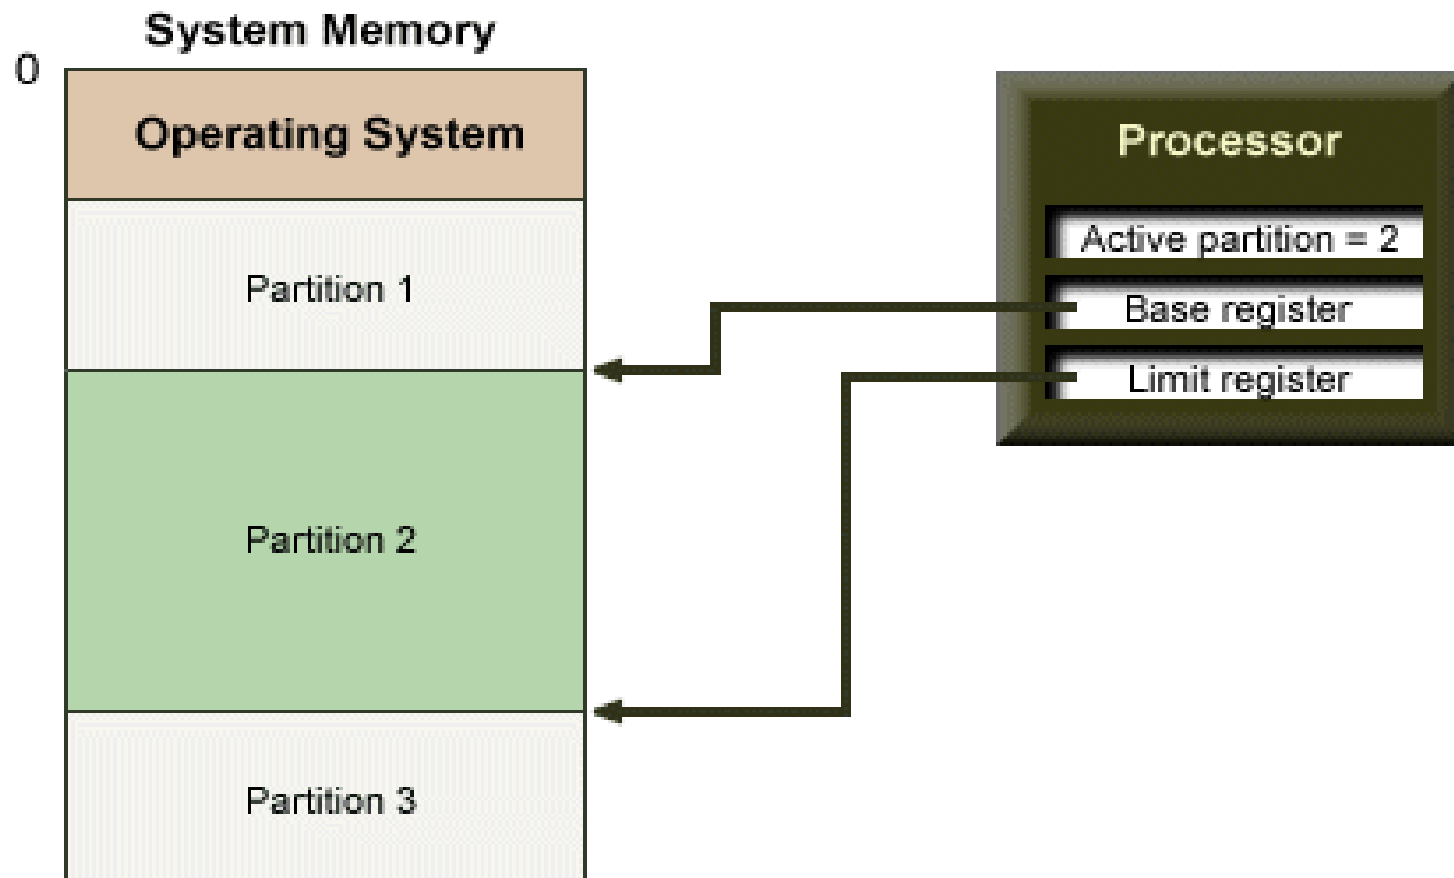 System Memory
0
Operating System
Partition 1
Partition 2
Partition 3
Processor
Active partition = 2
Base register
Limit register